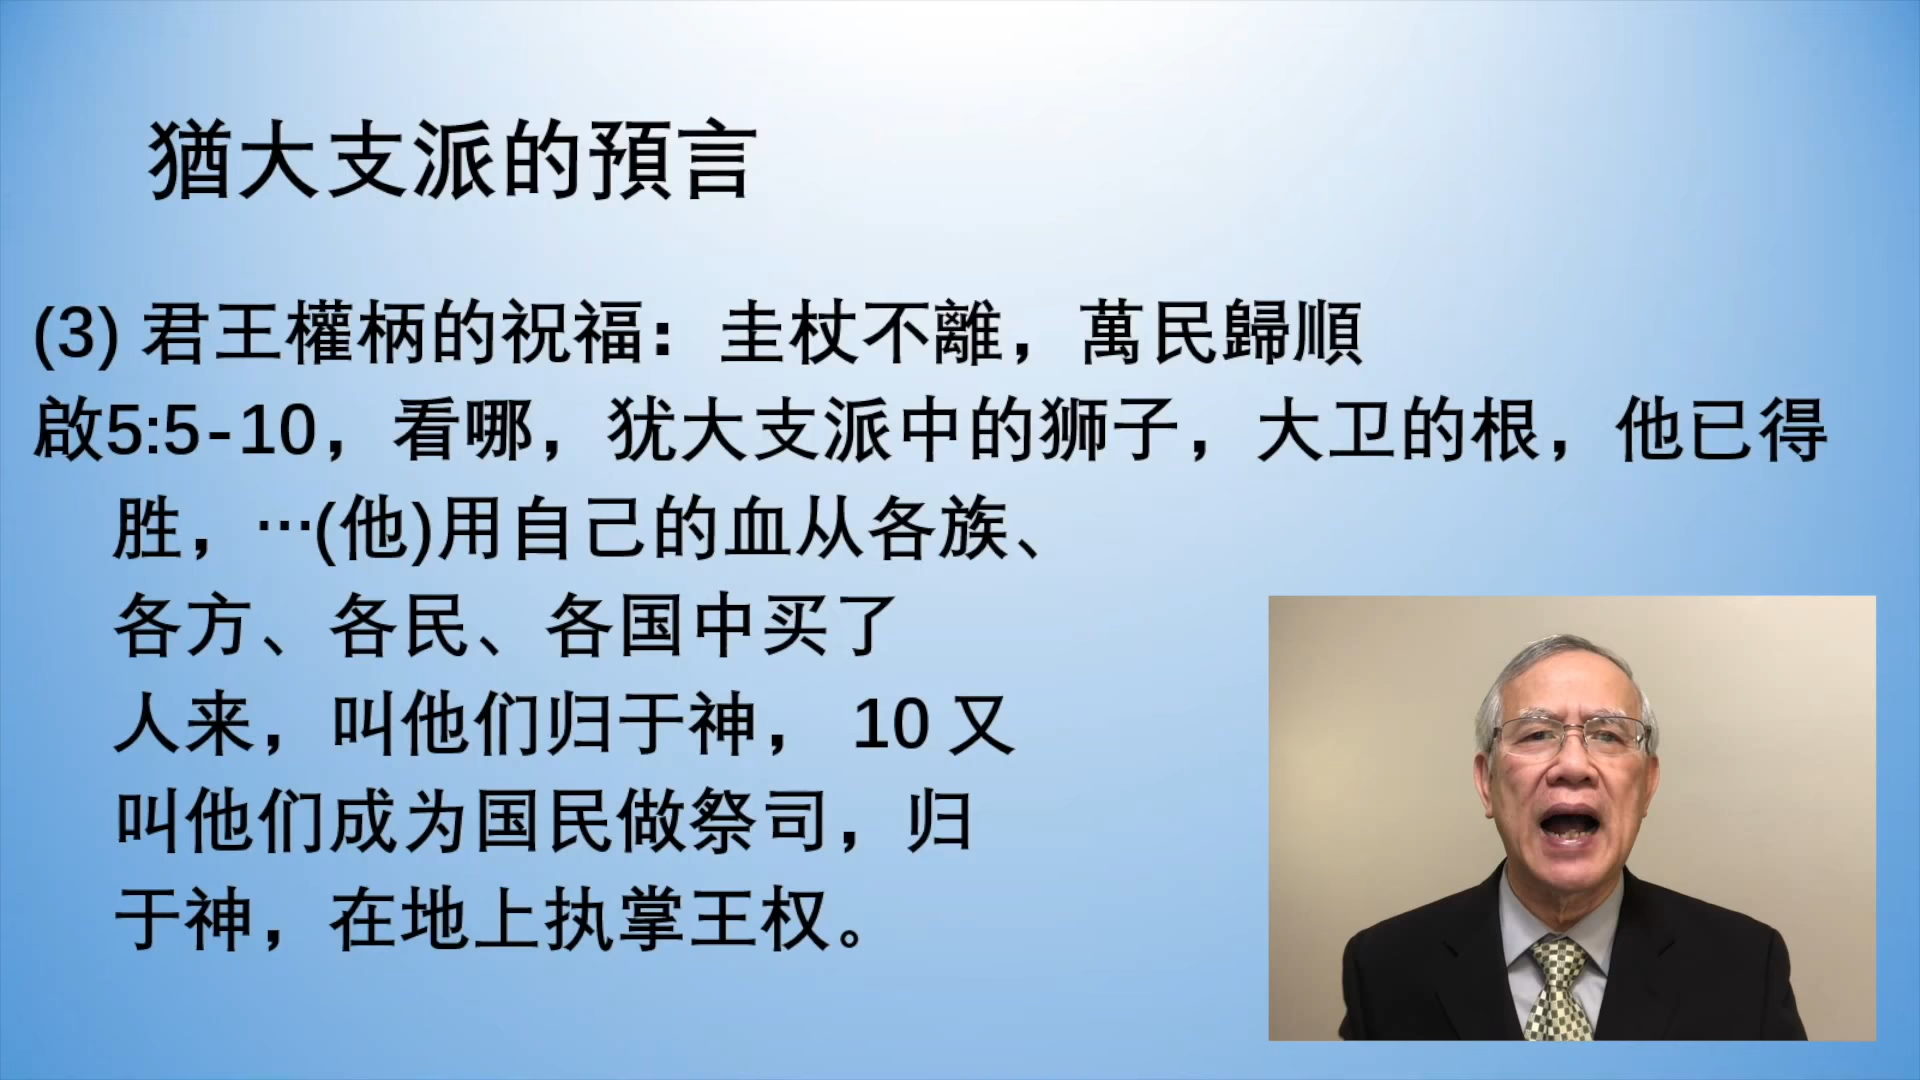 猶大支派的預言
(3) 君王權柄的祝福：圭杖不離，萬民歸順
啟5:5-10，看哪，犹大支派中的狮子，大卫的根，他已得
胜，…(他)用自己的血从各族、
各方、各民、各国中买了
人来，叫他们归于神， 10 又
叫他们成为国民做祭司，归
于神，在地上执掌王权。